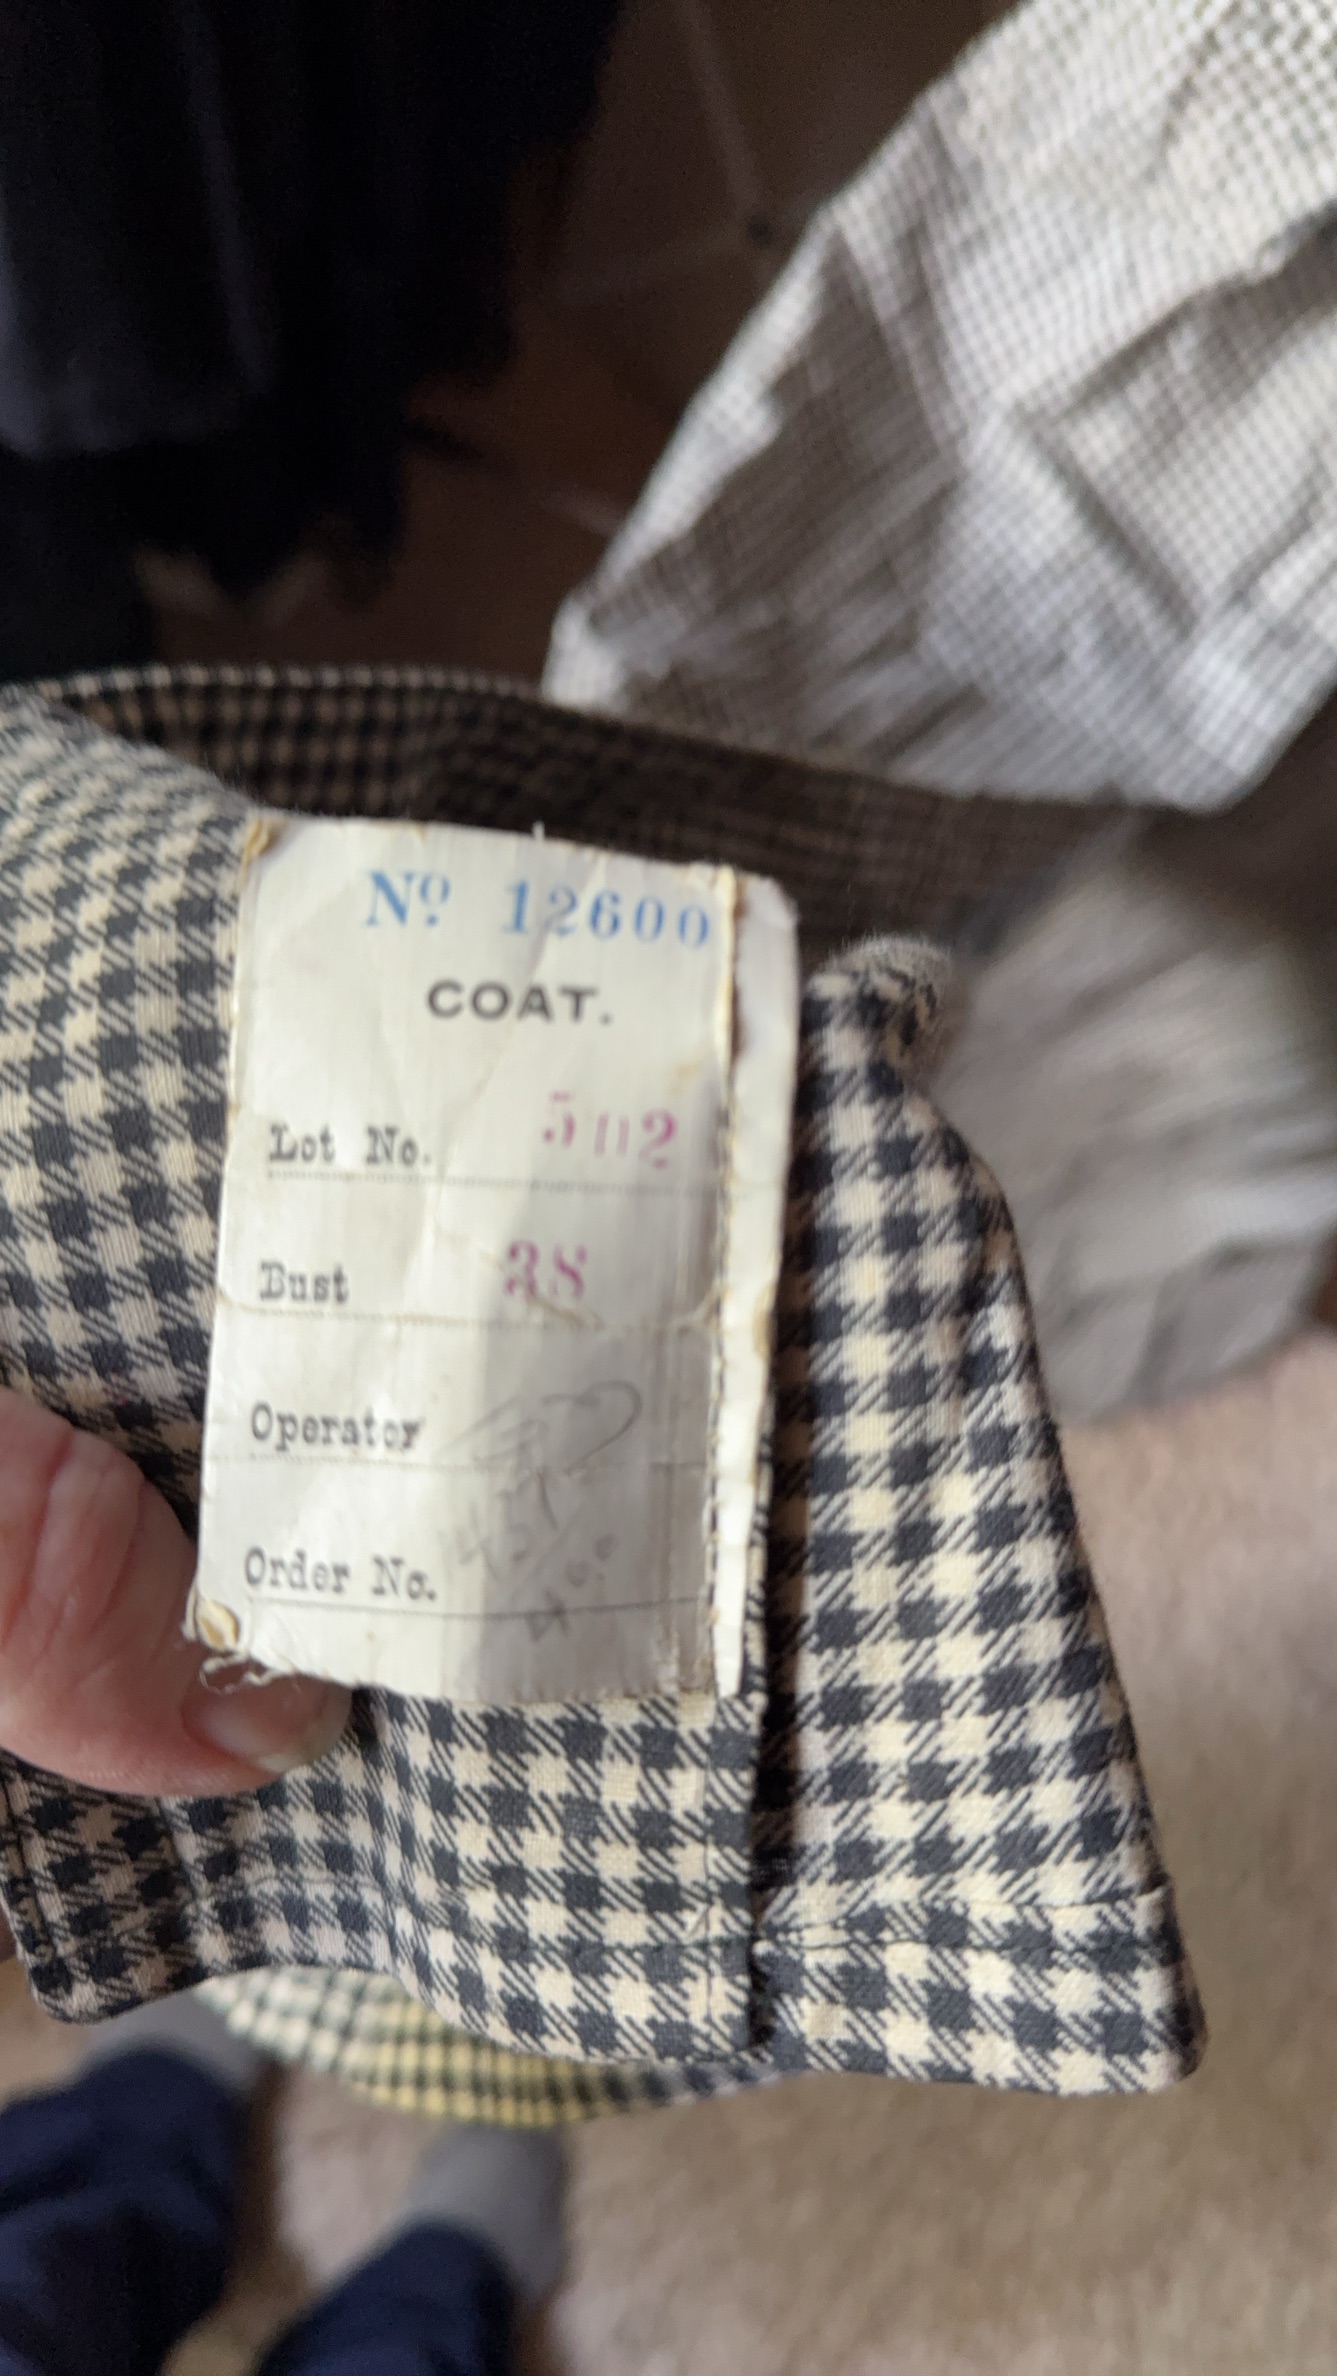 Nº 12600
COAT.
Lot No. 502
Bust 38
Operator
Order No.